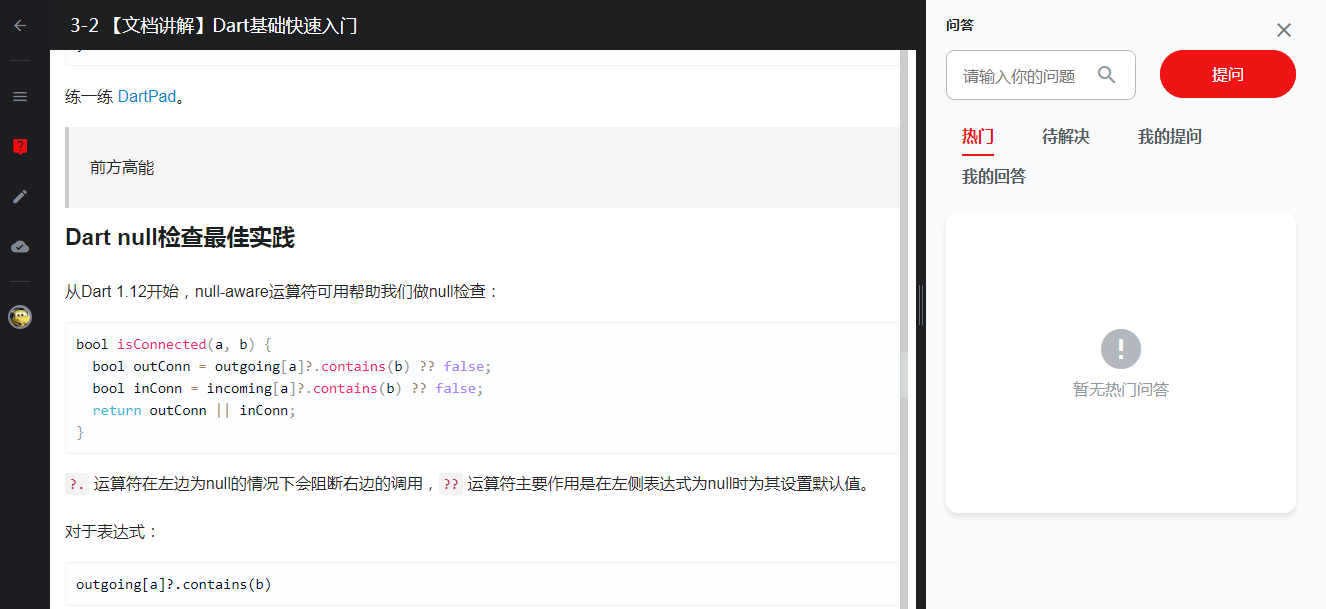 3-2 【文档讲解】Dart基础快速入门
练一练 DartPad。
前方高能
Dart null检查最佳实践
从Dart 1.12开始，null-aware运算符可用帮助我们做null检查：
bool isConnected(a, b) {
  bool outConn = outgoing[a]?.contains(b) ?? false;
  bool inConn = incoming[a]?.contains(b) ?? false;
  return outConn || inConn;
}
?. 运算符在左边为null的情况下会阻断右边的调用，?? 运算符主要作用是在左侧表达式为null时为其设置默认值。
对于表达式：
outgoing[a]?.contains(b)
问答
请输入你的问题
提问
热门 待解决 我的提问
我的回答
暂无热门问答